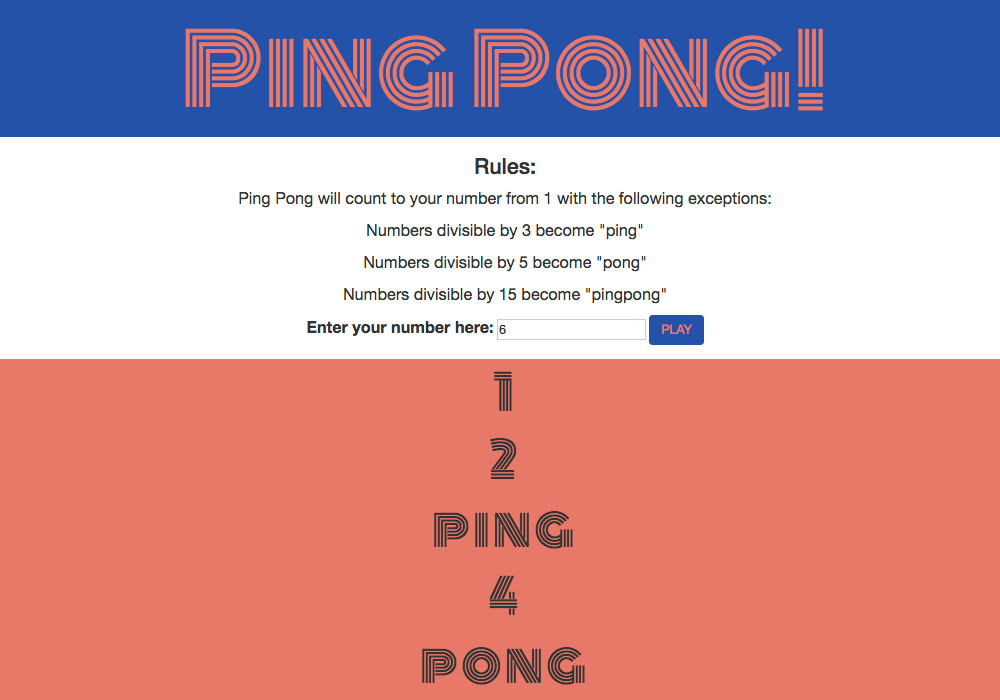 Ping Pong!
Rules:
Ping Pong will count to your number from 1 with the following exceptions:
Numbers divisible by 3 become "ping"
Numbers divisible by 5 become "pong"
Numbers divisible by 15 become "pingpong"
Enter your number here: 6 PLAY
1
2
PING
4
PONG